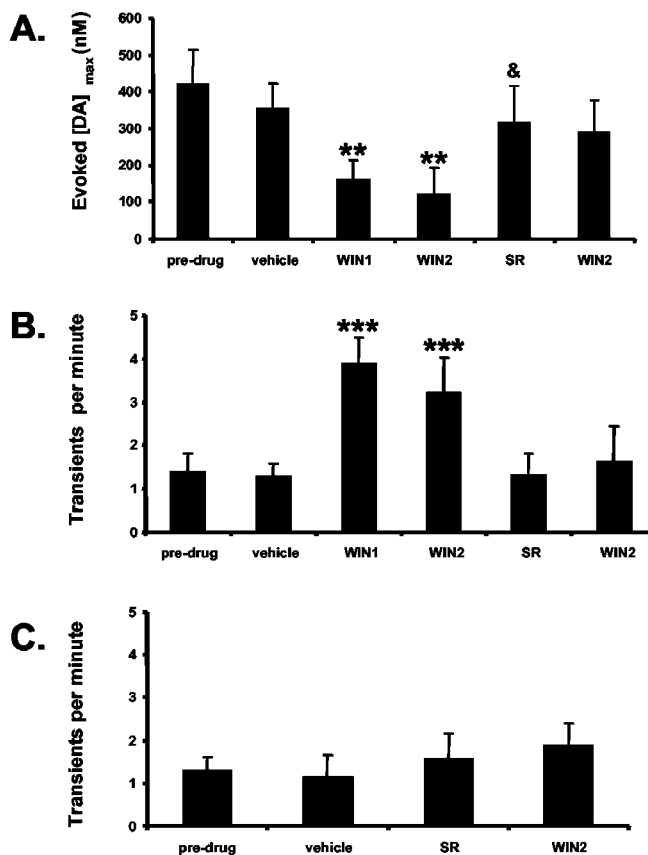 A.
Evoked [DA] max (nM)
600
500
400
300
200
100
0
**
**
&
pre-drug vehicle WIN1 WIN2 SR WIN2
B.
Transients per minute
5
4
3
2
1
0
***
***
pre-drug vehicle WIN1 WIN2 SR WIN2
C.
Transients per minute
5
4
3
2
1
0
pre-drug vehicle SR WIN2